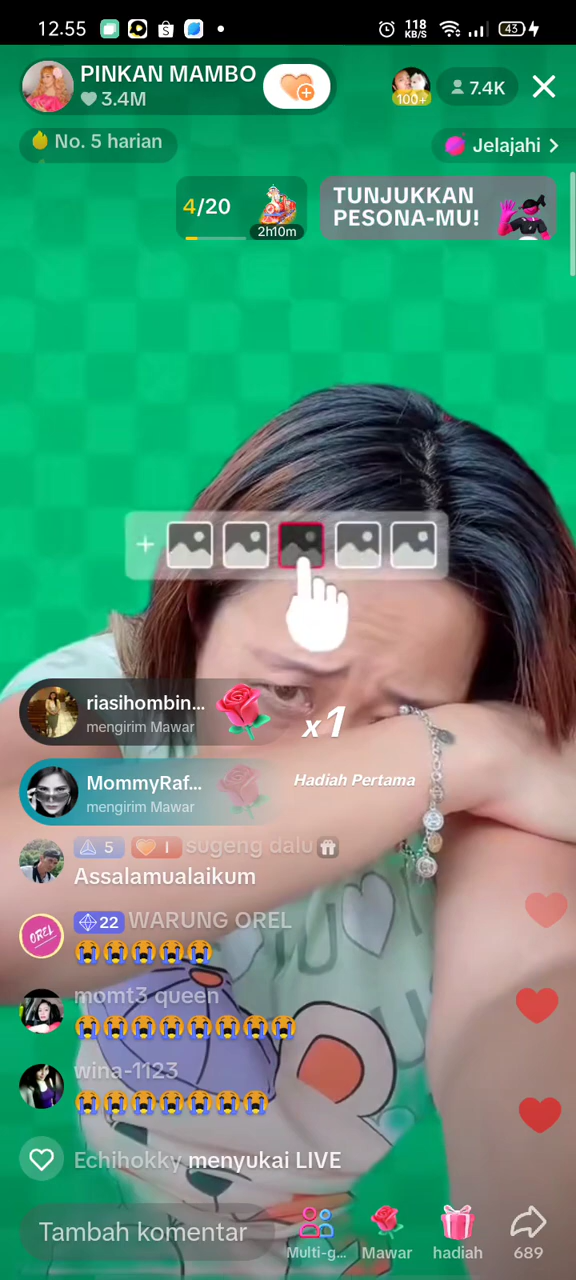 12.55
118
KB/S
43
PINKAN MAMBO
3.4M
100+
7.4K
No. 5 harian
Jelajahi
4/20
2h10m
TUNJUKKAN
PESONA-MU!
riasihombin...
mengirim Mawar
x1
MommyRaf...
mengirim Mawar
Hadiah Pertama
5 I sugeng dalu
Assalamualaikum
OREL
22 WARUNG OREL
😭😭😭😭😭
momt3 queen
😭😭😭😭😭😭😭😭
wina-1123
😭😭😭😭😭😭😭
Echihokky menyukai LIVE
Tambah komentar
Multi-g...
Mawar
hadiah
689